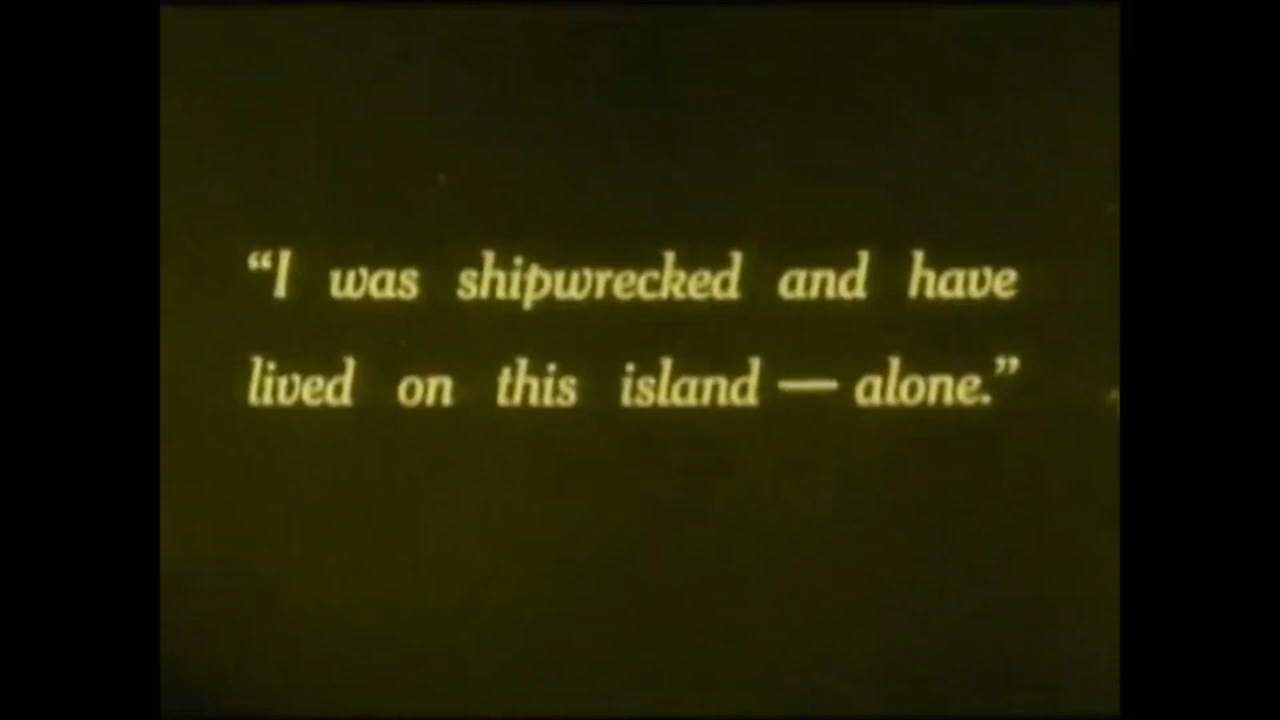 “I was shipwrecked and have
lived on this island — alone.”